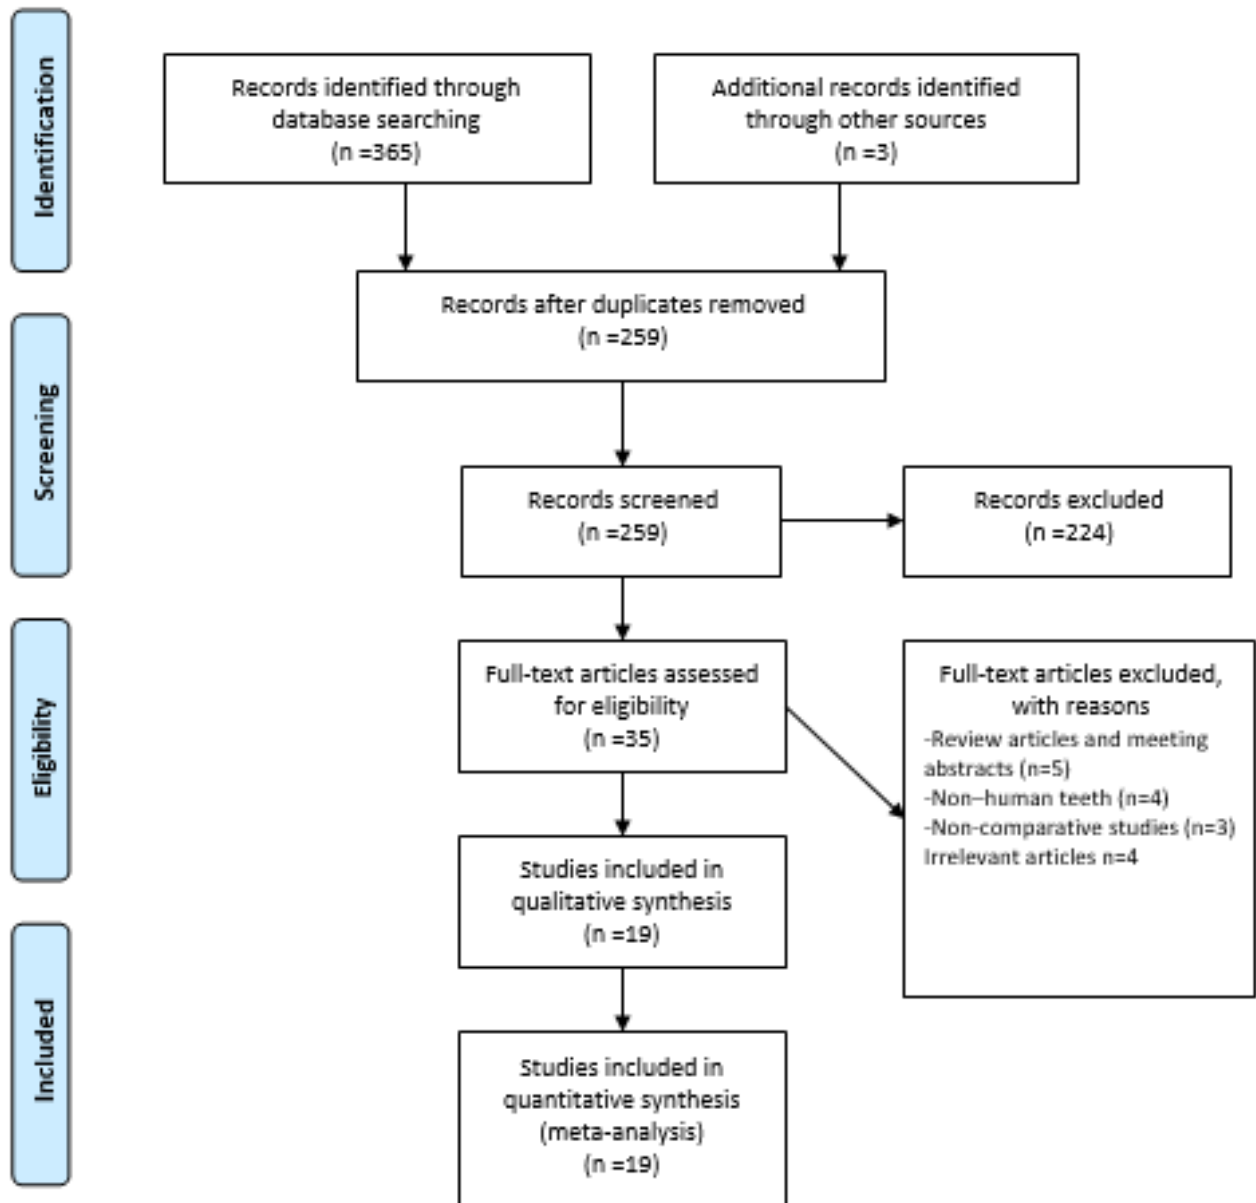 Identification
Records identified through
database searching
(n =365)
Additional records identified
through other sources
(n =3)
Records after duplicates removed
(n =259)
Screening
Records screened
(n =259)
Records excluded
(n =224)
Eligibility
Full-text articles assessed
for eligibility
(n =35)
Full-text articles excluded,
with reasons
-Review articles and meeting
abstracts (n=5)
-Non–human teeth (n=4)
-Non-comparative studies (n=3)
Irrelevant articles n=4
Studies included in
qualitative synthesis
(n =19)
Included
Studies included in
quantitative synthesis
(meta-analysis)
(n =19)